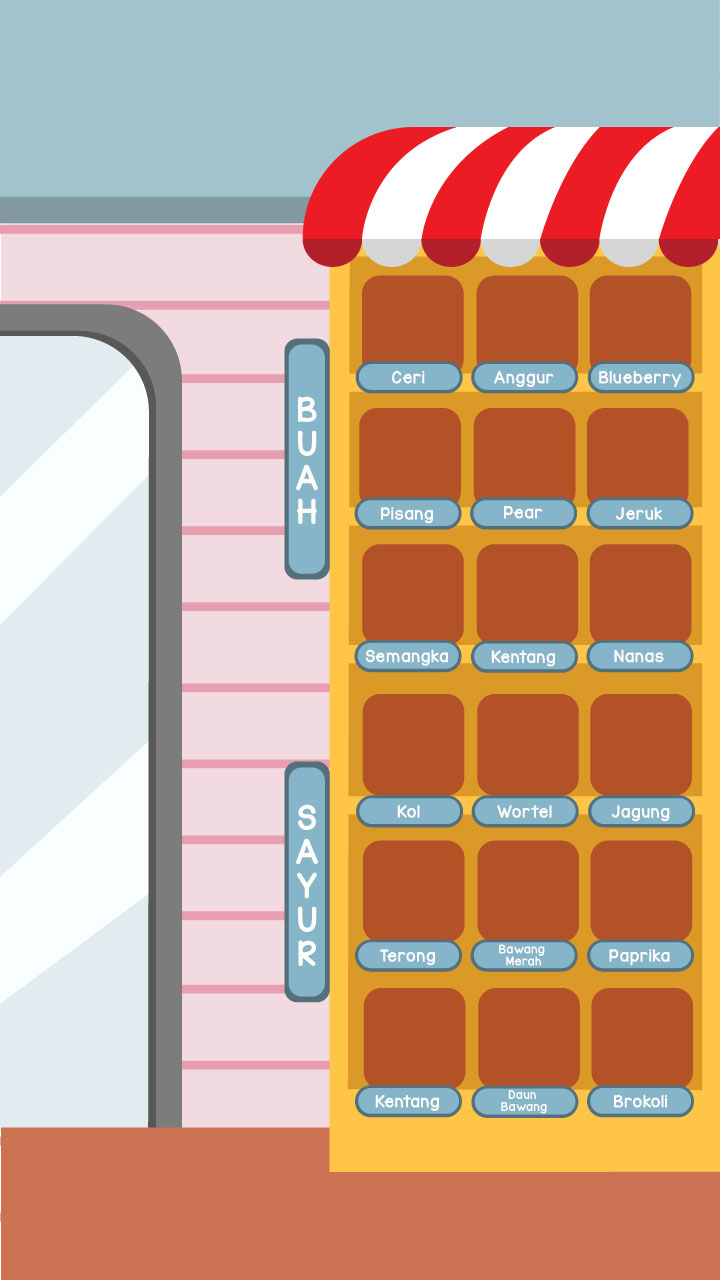 BUAH
Ceri
Anggur
Blueberry
Pisang
Pear
Jeruk
Semangka
Kentang
Nanas
SAYUR
Kol
Wortel
Jagung
Terong
Bawang
Merah
Paprika
Kentang
Daun
Bawang
Brokoli